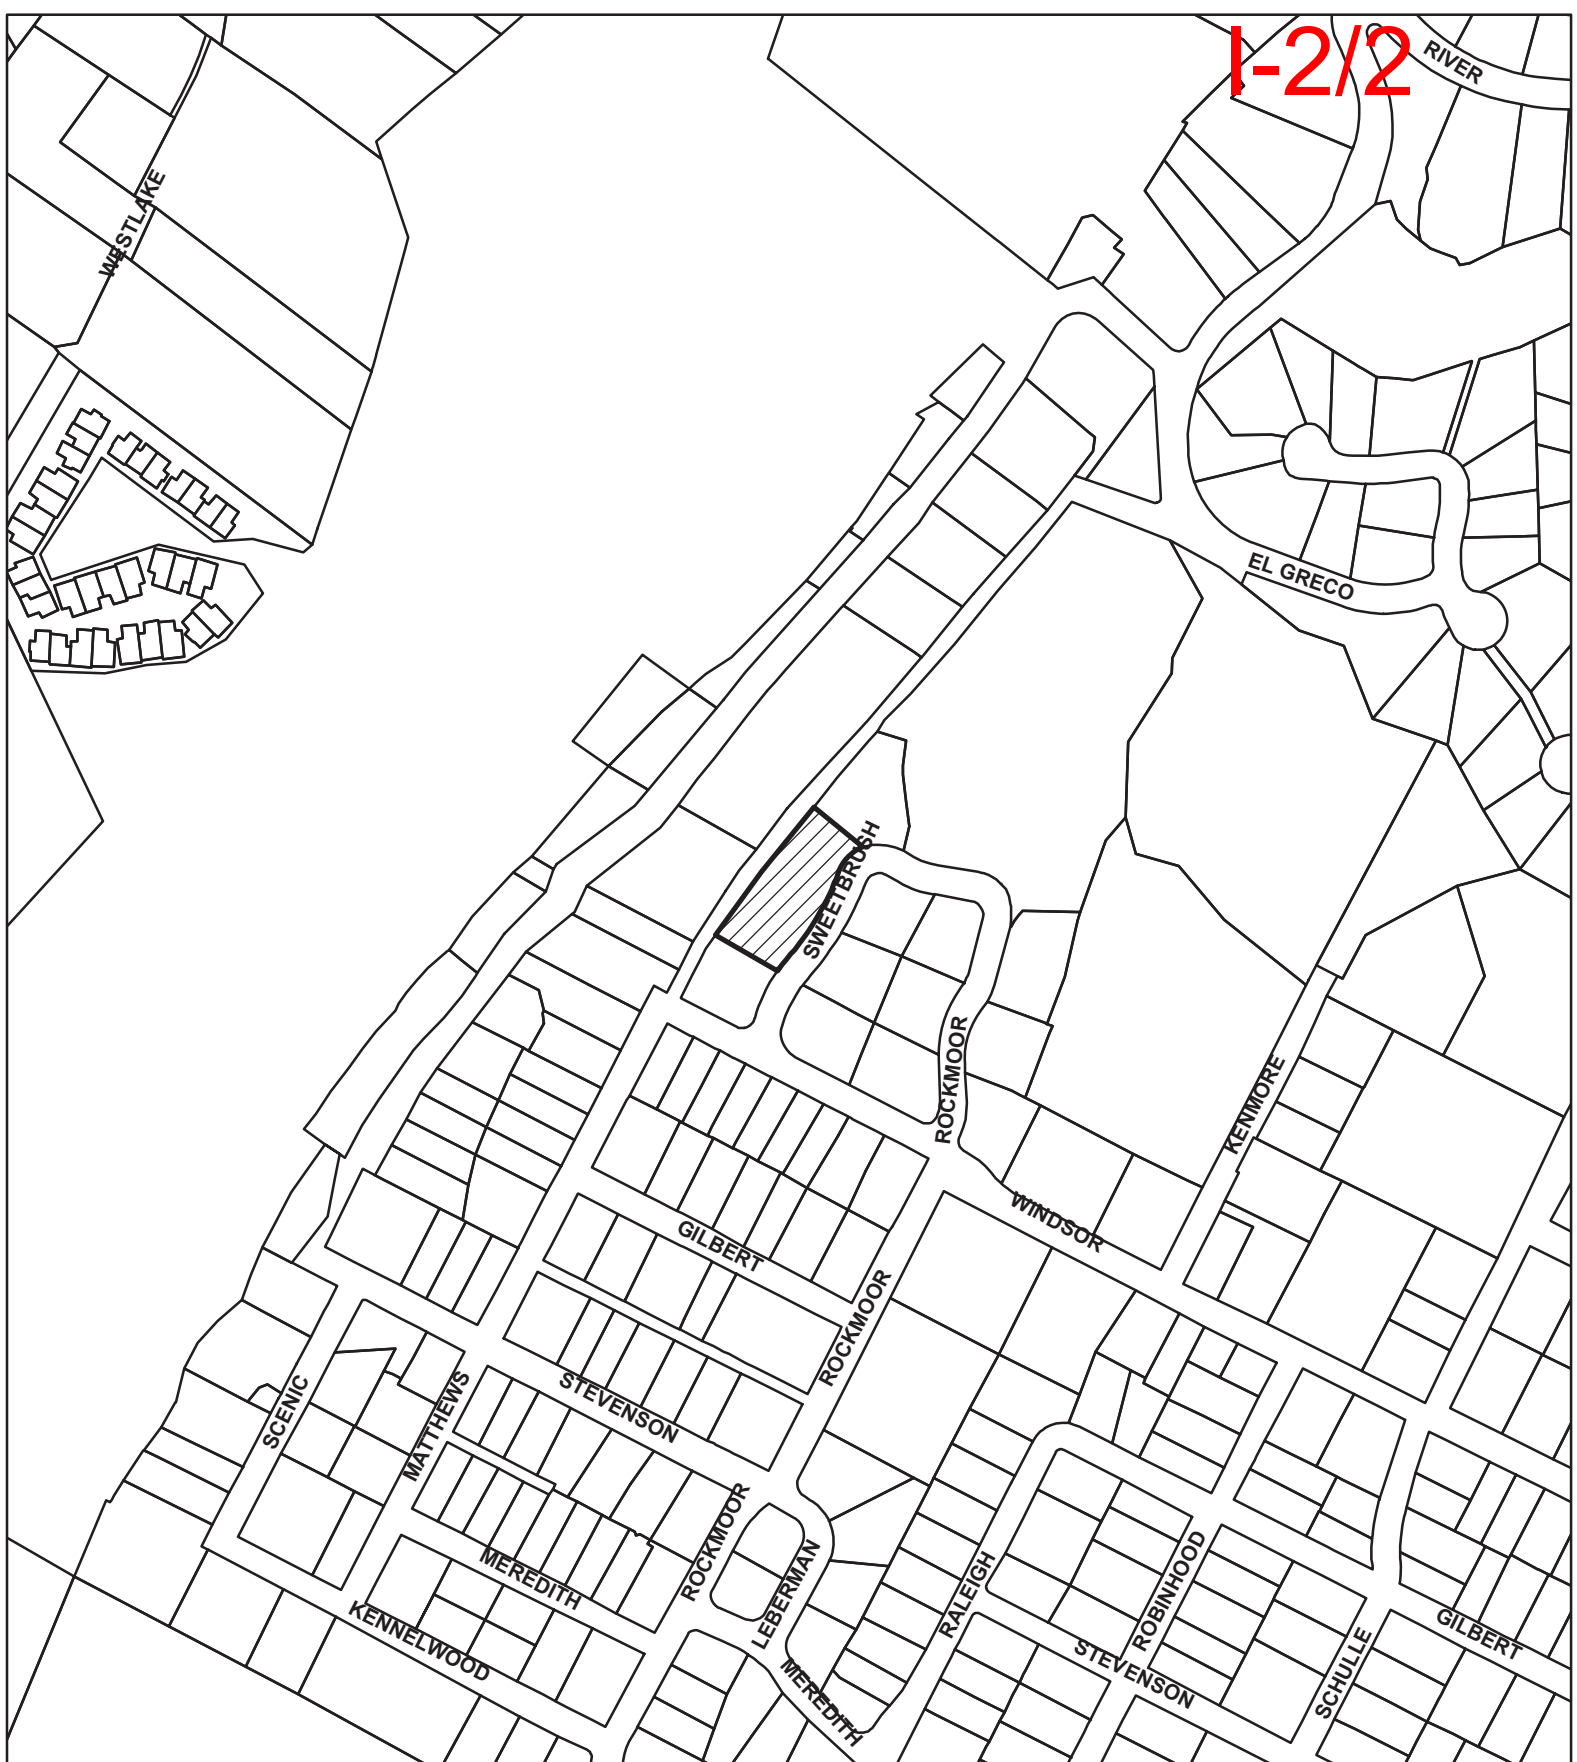 I-2/2
RIVER
WESTLAKE
EL GRECO
SWEETBRUSH
ROCKMOOR
KENMORE
WINDSOR
GILBERT
ROCKMOOR
STEVENSON
SCENIC
MATTHEWS
ROCKMOOR
MEREDITH
LEBERMAN
RALEIGH
ROBINHOOD
KENNELWOOD
GILBERT
STEVENSON
SCHULLE
MEREDITH